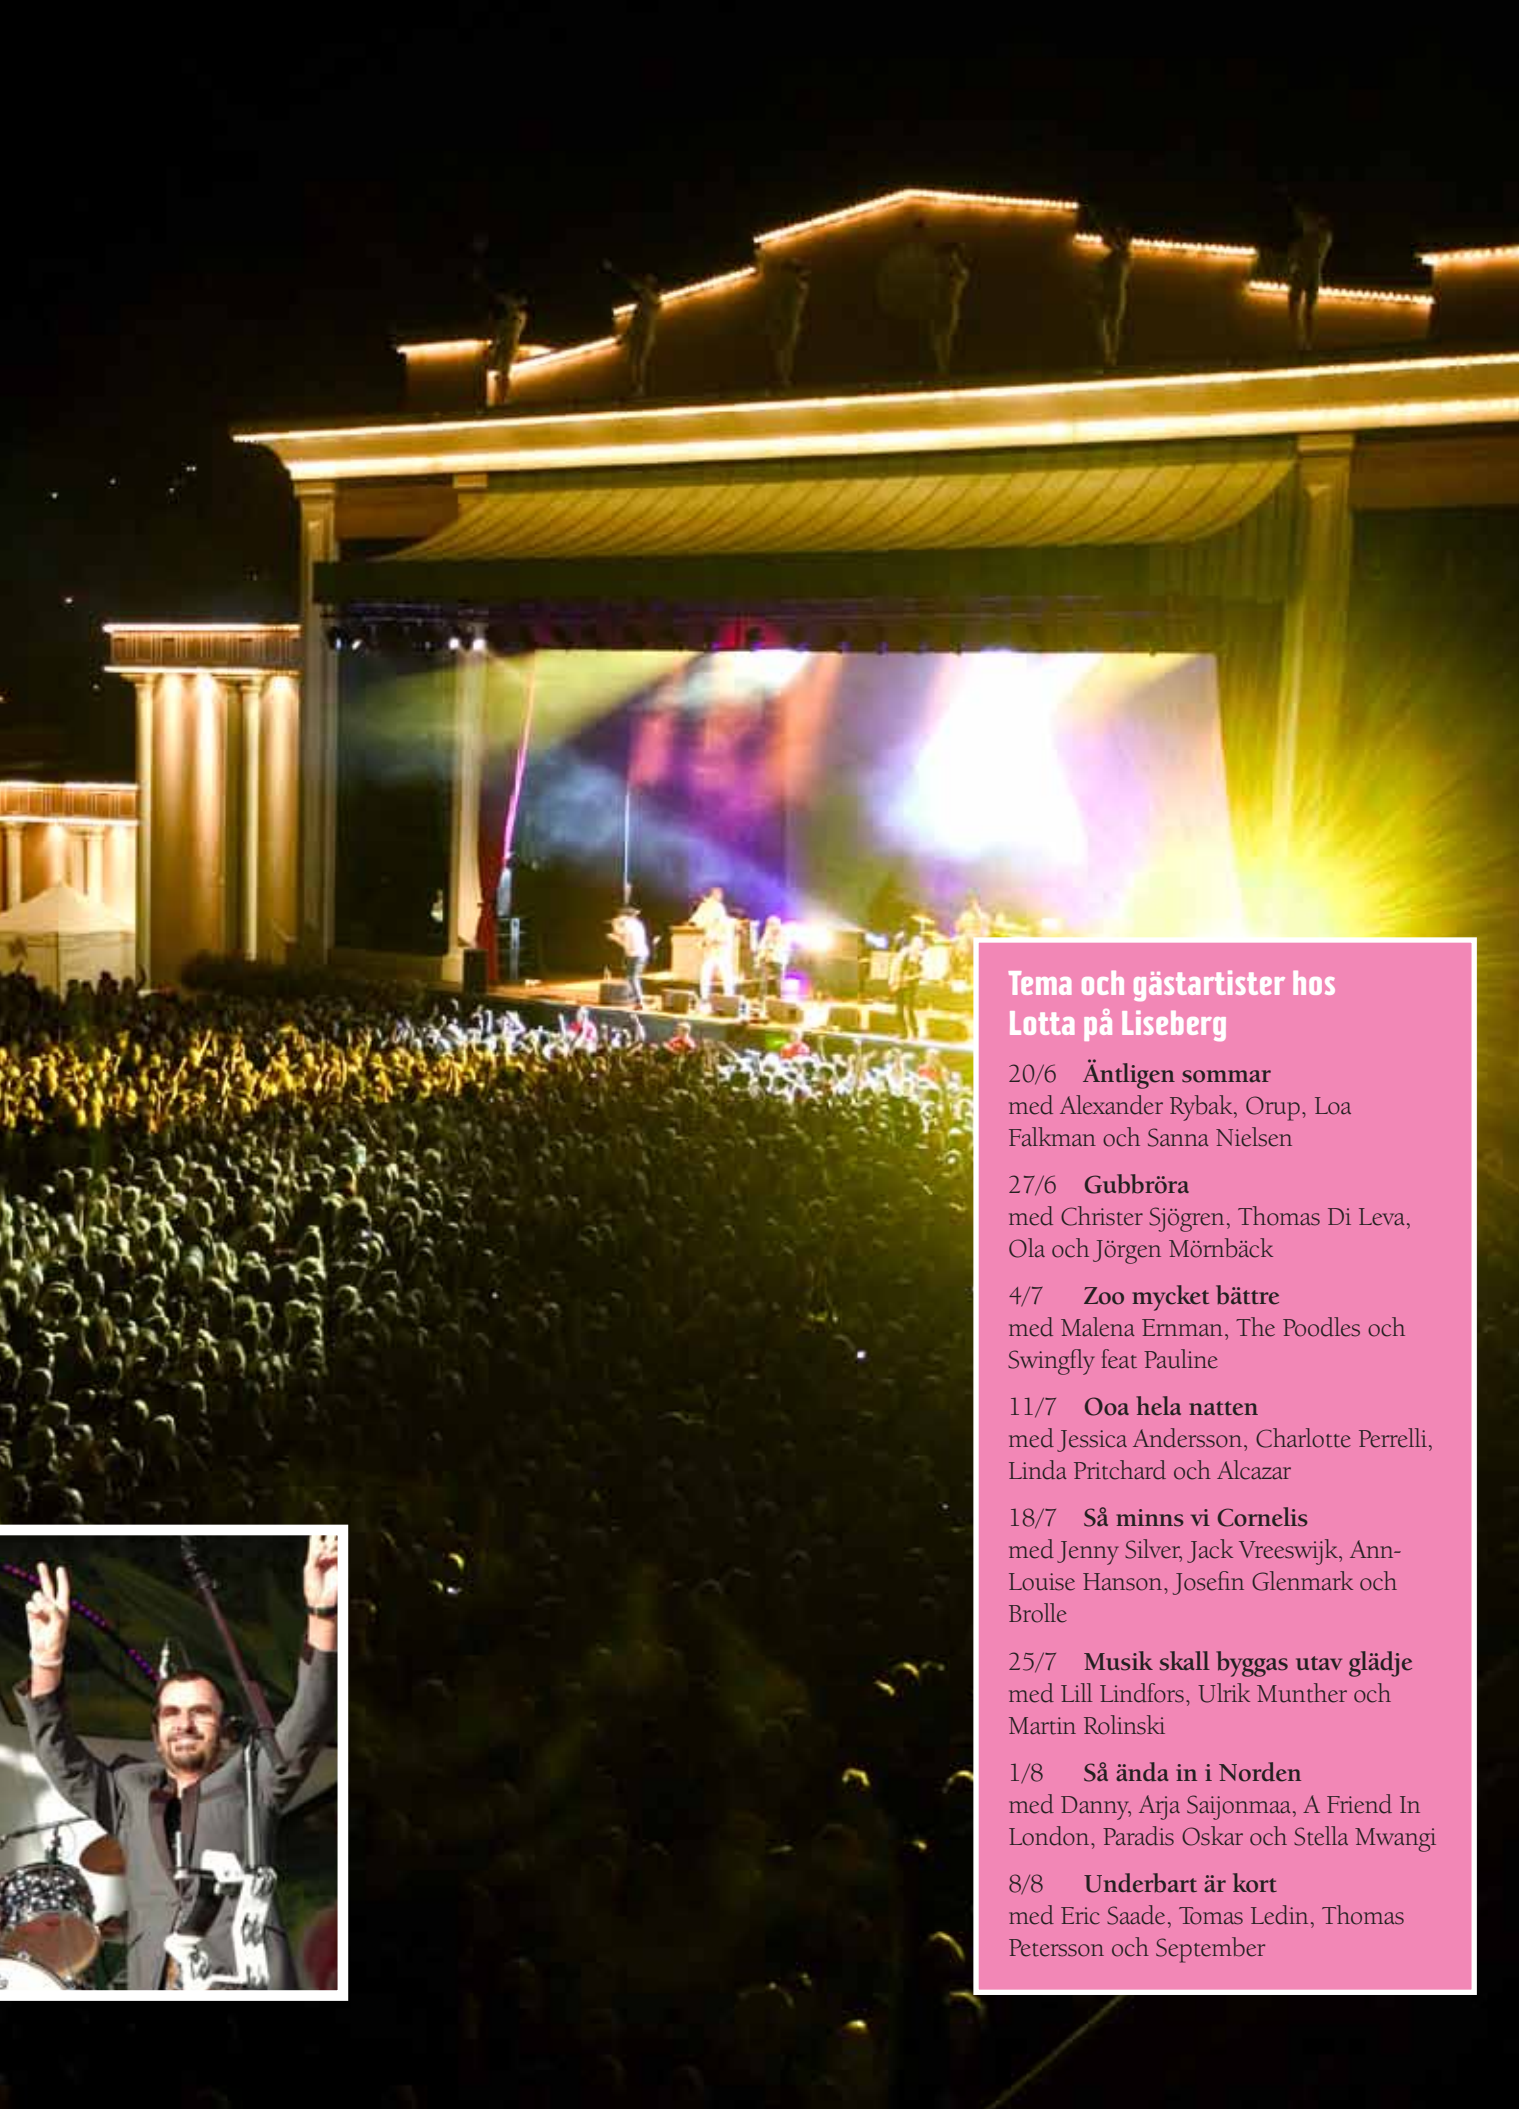 Tema och gästartister hos
Lotta på Liseberg
20/6 Äntligen sommar
med Alexander Rybak, Orup, Loa
Falkman och Sanna Nielsen
27/6 Gubbröra
med Christer Sjögren, Thomas Di Leva,
Ola och Jörgen Mörnbäck
4/7 Zoo mycket bättre
med Malena Ernman, The Poodles och
Swingfly feat Pauline
11/7 Ooa hela natten
med Jessica Andersson, Charlotte Perrelli,
Linda Pritchard och Alcazar
18/7 Så minns vi Cornelis
med Jenny Silver, Jack Vreeswijk, Ann-
Louise Hanson, Josefin Glenmark och
Brolle
25/7 Musik skall byggas utav glädje
med Lill Lindfors, Ulrik Munther och
Martin Rolinski
1/8 Så ända in i Norden
med Danny, Arja Saijonmaa, A Friend In
London, Paradis Oskar och Stella Mwangi
8/8 Underbart är kort
med Eric Saade, Tomas Ledin, Thomas
Petersson och September